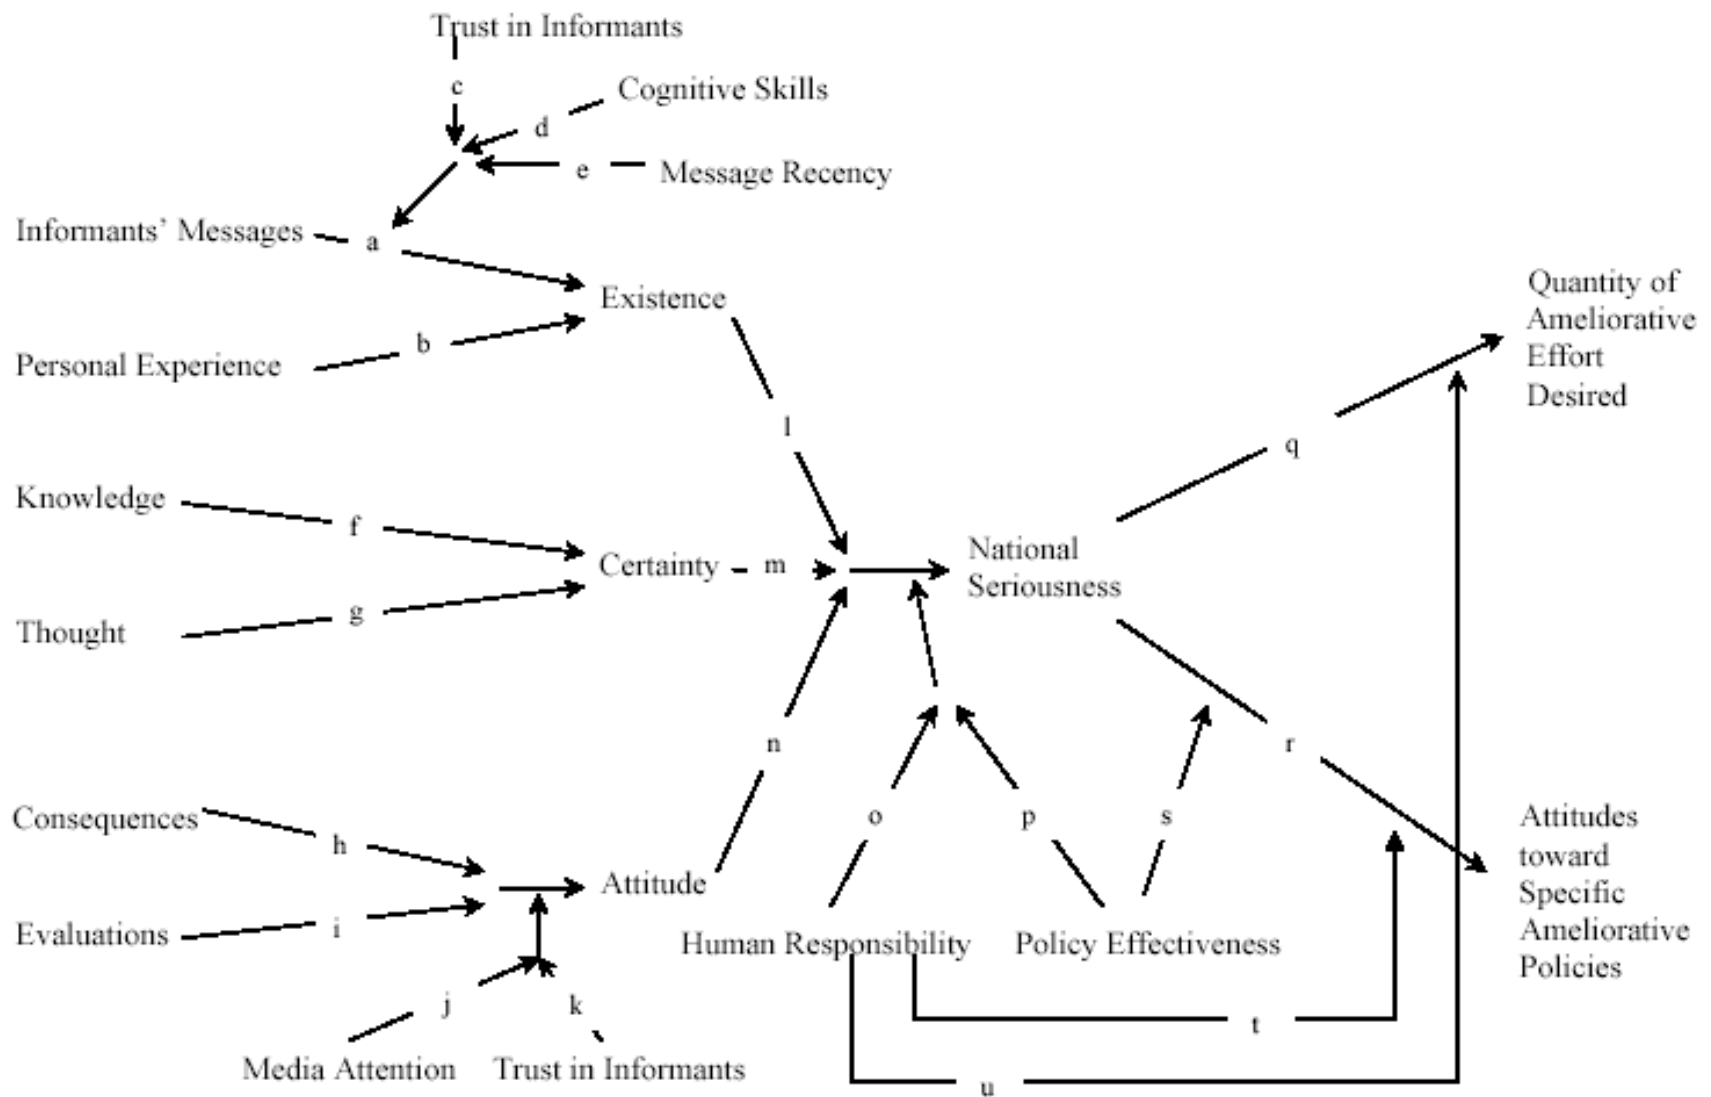 Trust in Informants
c
Cognitive Skills
d
e
Message Recency
Informants’ Messages
a
Existence
b
Personal Experience
Quantity of
Ameliorative
Effort
Desired
l
q
Knowledge
f
Certainty
m
National
Seriousness
g
Thought
n
r
Consequences
h
o
p
s
Attitudes
toward
Specific
Ameliorative
Policies
Attitude
Evaluations
i
Human Responsibility
Policy Effectiveness
j
k
t
Media Attention
Trust in Informants
u